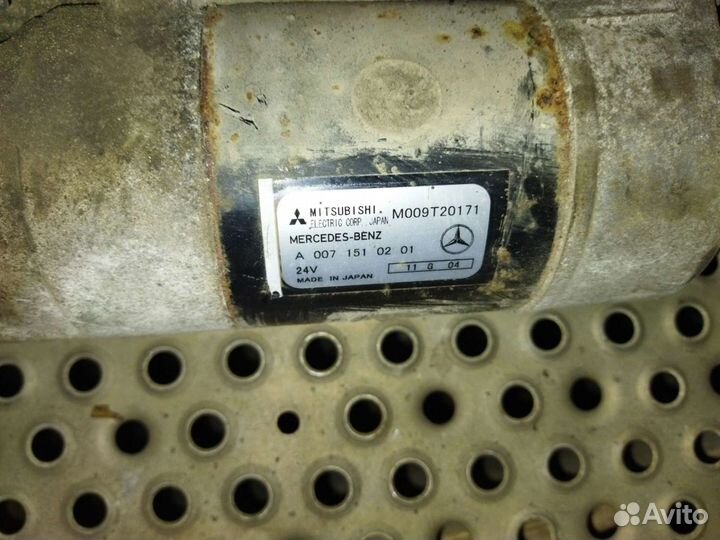 MITSUBISHI. M009T20171
ELECTRIC CORP. JAPAN
MERCEDES-BENZ
A 007 151 02 01
24V 11 G 04
MADE IN JAPAN
Avito